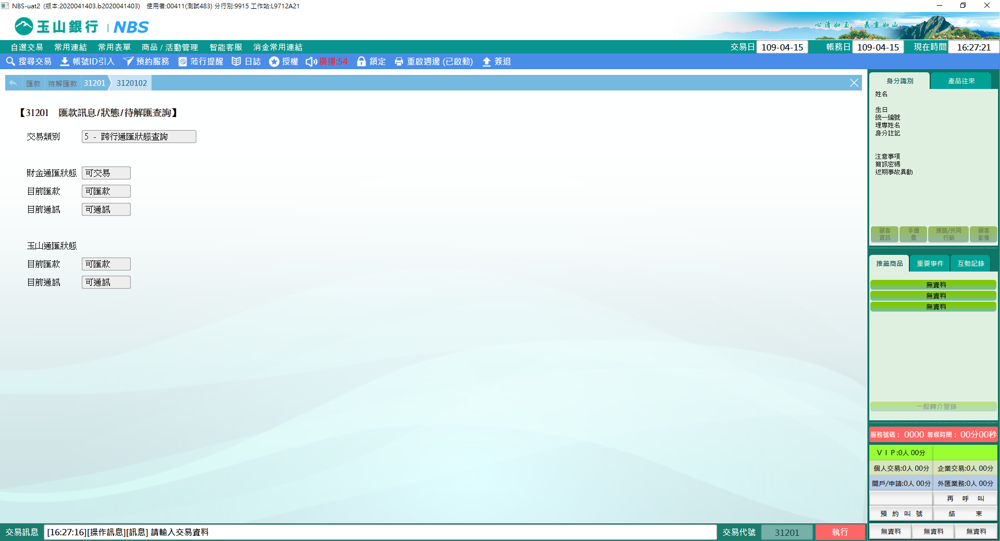 NBS-uat2 (版本:2020041403.b2020041403) 使用者:00411(測試483) 分行別:9915 工作站:L9712A21
玉山銀行 | NBS
心清如玉 義重如山
自選交易 常用連結 常用表單 商品 / 活動管理 智能客服 消金常用連結 交易日 109-04-15 帳務日 109-04-15 現在時間 16:27:21
搜尋交易 帳號ID引入 預約服務 蒞行提醒 日誌 授權 廣播:54 鎖定 重啟週邊 (已啟動) 簽退
匯款 待解匯款 31201 3120102
【31201 匯款訊息/狀態/待解匯查詢】
交易類別 5 - 跨行通匯狀態查詢
財金通匯狀態 可交易
目前匯款 可匯款
目前通訊 可通訊
玉山通匯狀態
目前匯款 可匯款
目前通訊 可通訊
身分識別 產品往來
姓名
生日
統一編號
理專姓名
身分註記
注意事項
簡訊密碼
近期事故異動
顧客資訊 手續費 通路/共同行銷 顧客影像
推薦商品 重要事件 互動記錄
無資料
無資料
無資料
一般轉介登錄
服務號碼： 0000 等候時間： 00分00秒
ＶＩＰ:0人 00分
個人交易:0人 00分 企業交易:0人 00分
開戶/申請:0人 00分 外匯業務:0人 00分
再 呼 叫
預 約 叫 號 結 束
無資料 無資料 無資料
交易訊息 [16:27:16][操作訊息][訊息] 請輸入交易資料 交易代號 31201 執行